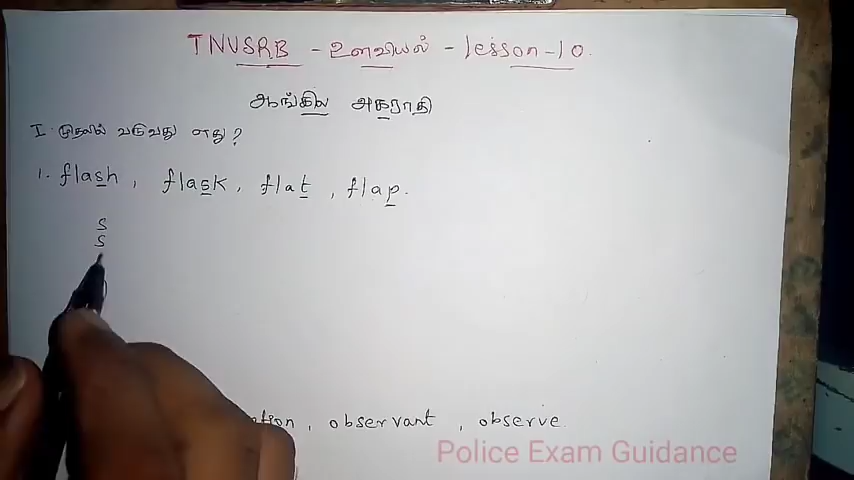 TNUSRB - உளவியல் - lesson - 10.
ஆங்கில அகராதி
I. முதலில் வருவது எது?
1. flash, flask, flat, flap.
s
s
observant, observe.
Police Exam Guidance